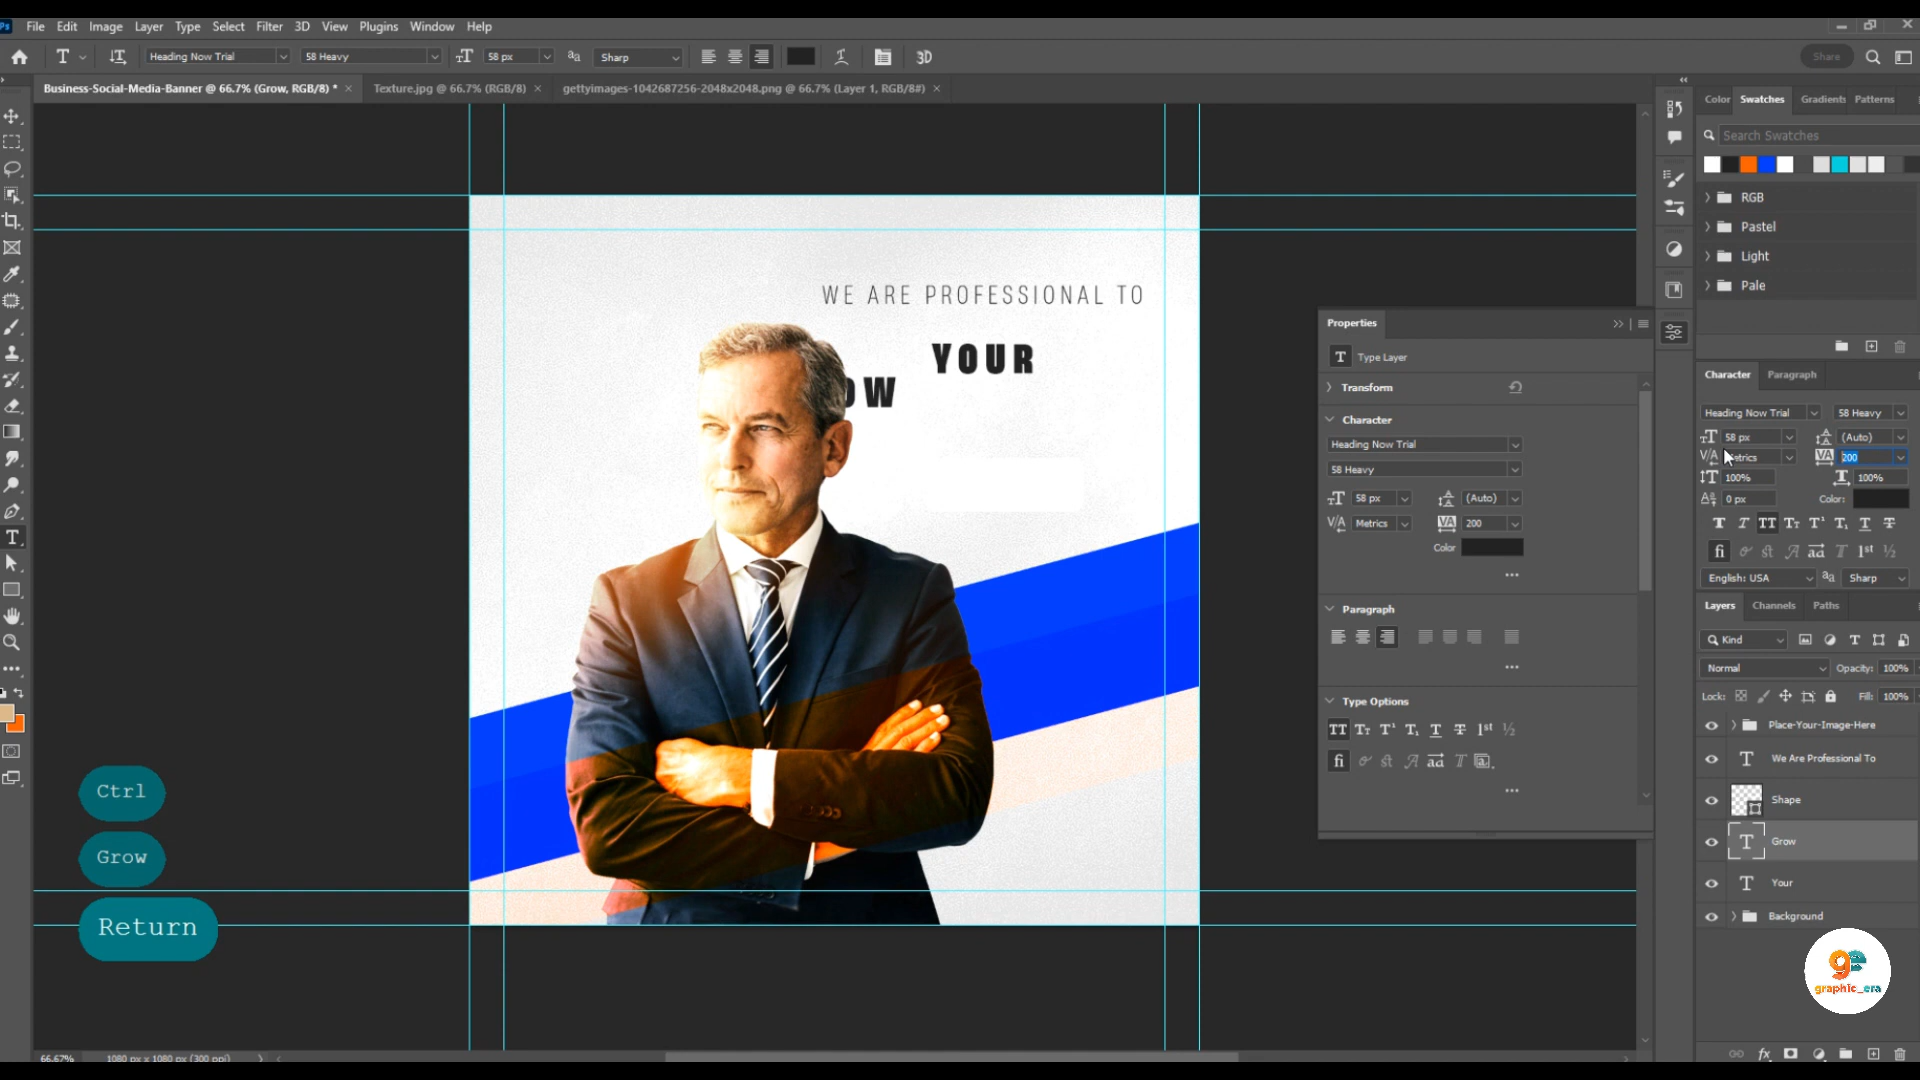 Ps File Edit Image Layer Type Select Filter 3D View Plugins Window Help
T Heading Now Trial 58 Heavy 58 px aa Sharp 3D Share
Business-Social-Media-Banner @ 66.7% (Grow, RGB/8) * × Texture.jpg @ 66.7% (RGB/8) × gettyimages-1042687256-2048x2048.png @ 66.7% (Layer 1, RGB/8#) ×
WE ARE PROFESSIONAL TO
YOUR
OW
Ctrl
Grow
Return
66.67% 1080 px x 1080 px (300 ppi)
Properties
T Type Layer
Transform
Character
Heading Now Trial
58 Heavy
58 px (Auto)
Metrics 200
Color
Paragraph
Type Options
Color Swatches Gradients Patterns
Search Swatches
RGB
Pastel
Light
Pale
Character Paragraph
Heading Now Trial 58 Heavy
58 px (Auto)
etrics 200
100% 100%
0 px Color:
English: USA aa Sharp
Layers Channels Paths
Kind
Normal Opacity: 100%
Lock: Fill: 100%
Place-Your-Image-Here
We Are Professional To
Shape
Grow
Your
Background
ge
graphic_era